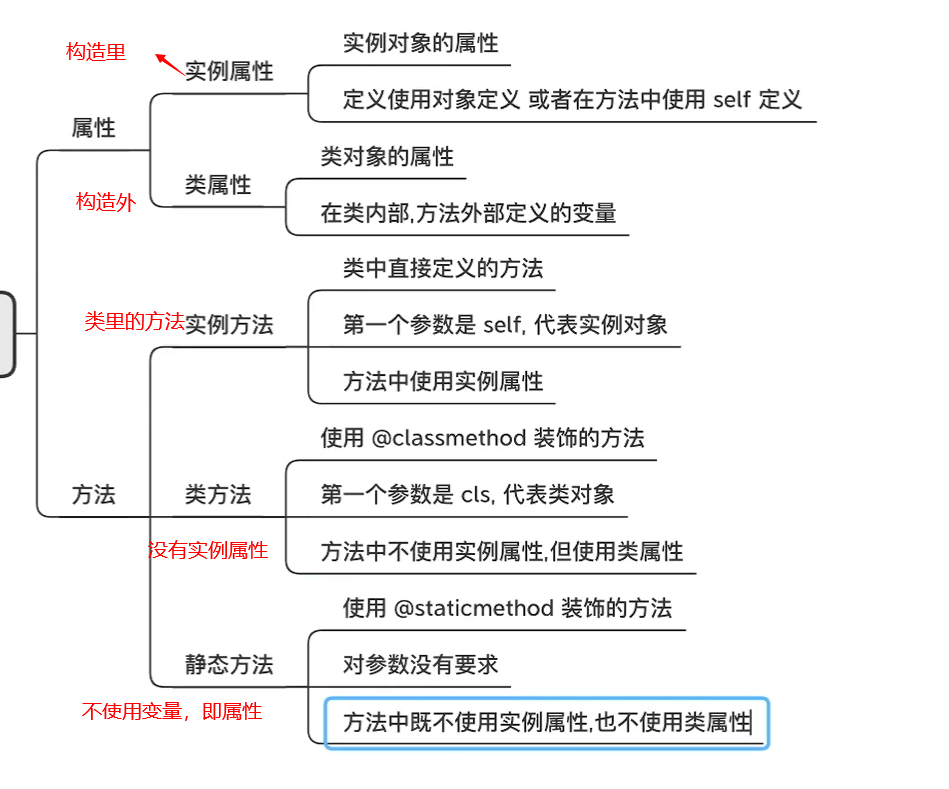 构造里
实例属性
实例对象的属性
定义使用对象定义 或者在方法中使用 self 定义
属性
构造外
类属性
类对象的属性
在类内部,方法外部定义的变量
类里的方法
实例方法
类中直接定义的方法
第一个参数是 self, 代表实例对象
方法中使用实例属性
方法
类方法
使用 @classmethod 装饰的方法
第一个参数是 cls, 代表类对象
没有实例属性
方法中不使用实例属性,但使用类属性
静态方法
使用 @staticmethod 装饰的方法
对参数没有要求
不使用变量，即属性
方法中既不使用实例属性,也不使用类属性